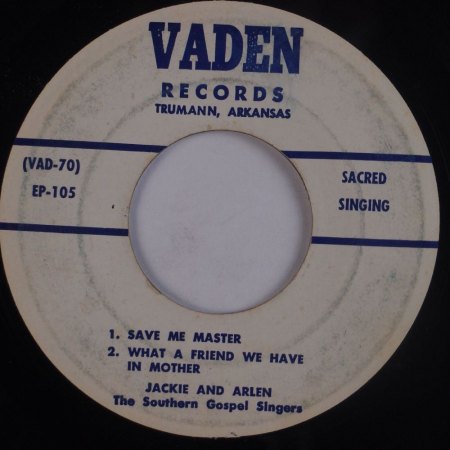 VADEN
RECORDS
TRUMANN, ARKANSAS
(VAD-70)
EP-105
SACRED
SINGING
1. SAVE ME MASTER
2. WHAT A FRIEND WE HAVE
IN MOTHER
JACKIE AND ARLEN
The Southern Gospel Singers